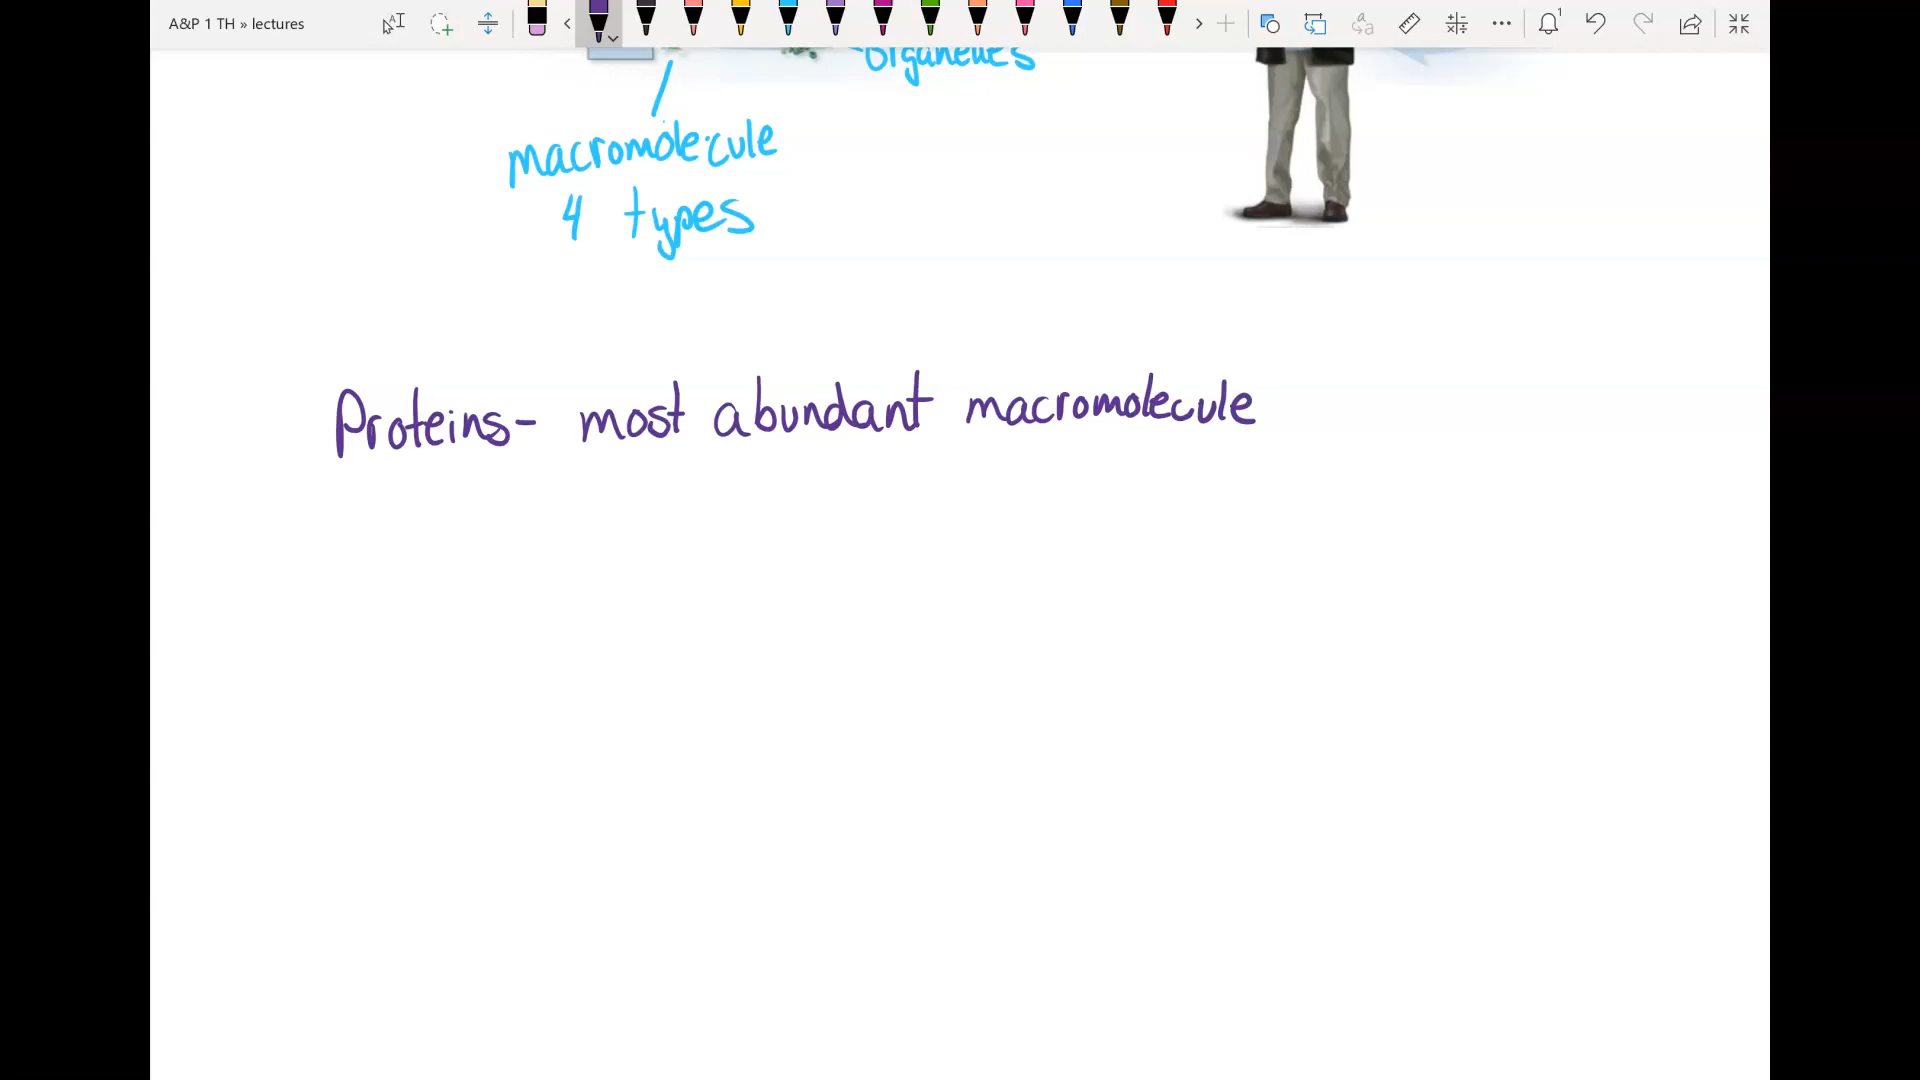 A&P 1 TH » lectures
-organelles
macromolecule
4 types
Proteins- most abundant macromolecule